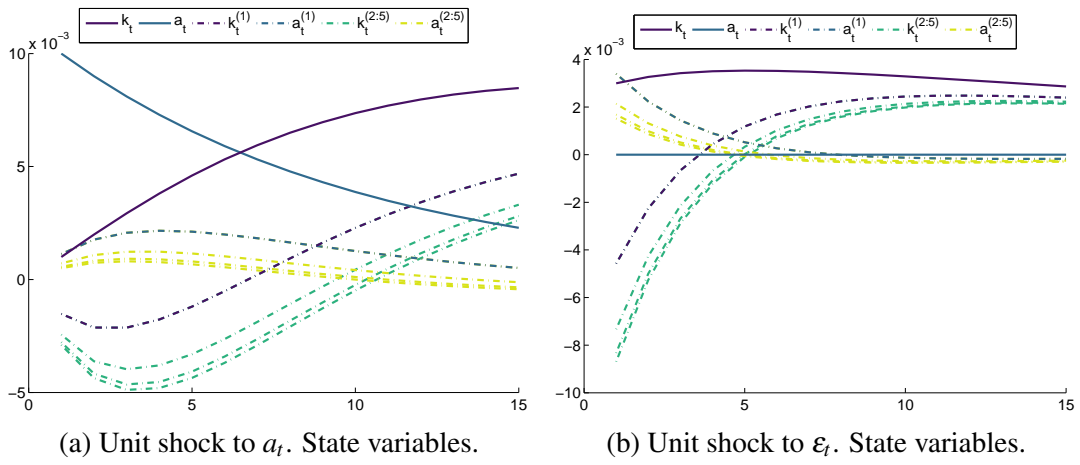 k_t a_t k_t^(1) a_t^(1) k_t^(2:5) a_t^(2:5)
x 10^−3
10
5
0
−5
0 5 10 15
(a) Unit shock to a_t. State variables.
k_t a_t k_t^(1) a_t^(1) k_t^(2:5) a_t^(2:5)
x 10^−3
4
2
0
−2
−4
−6
−8
−10
0 5 10 15
(b) Unit shock to ε_t. State variables.